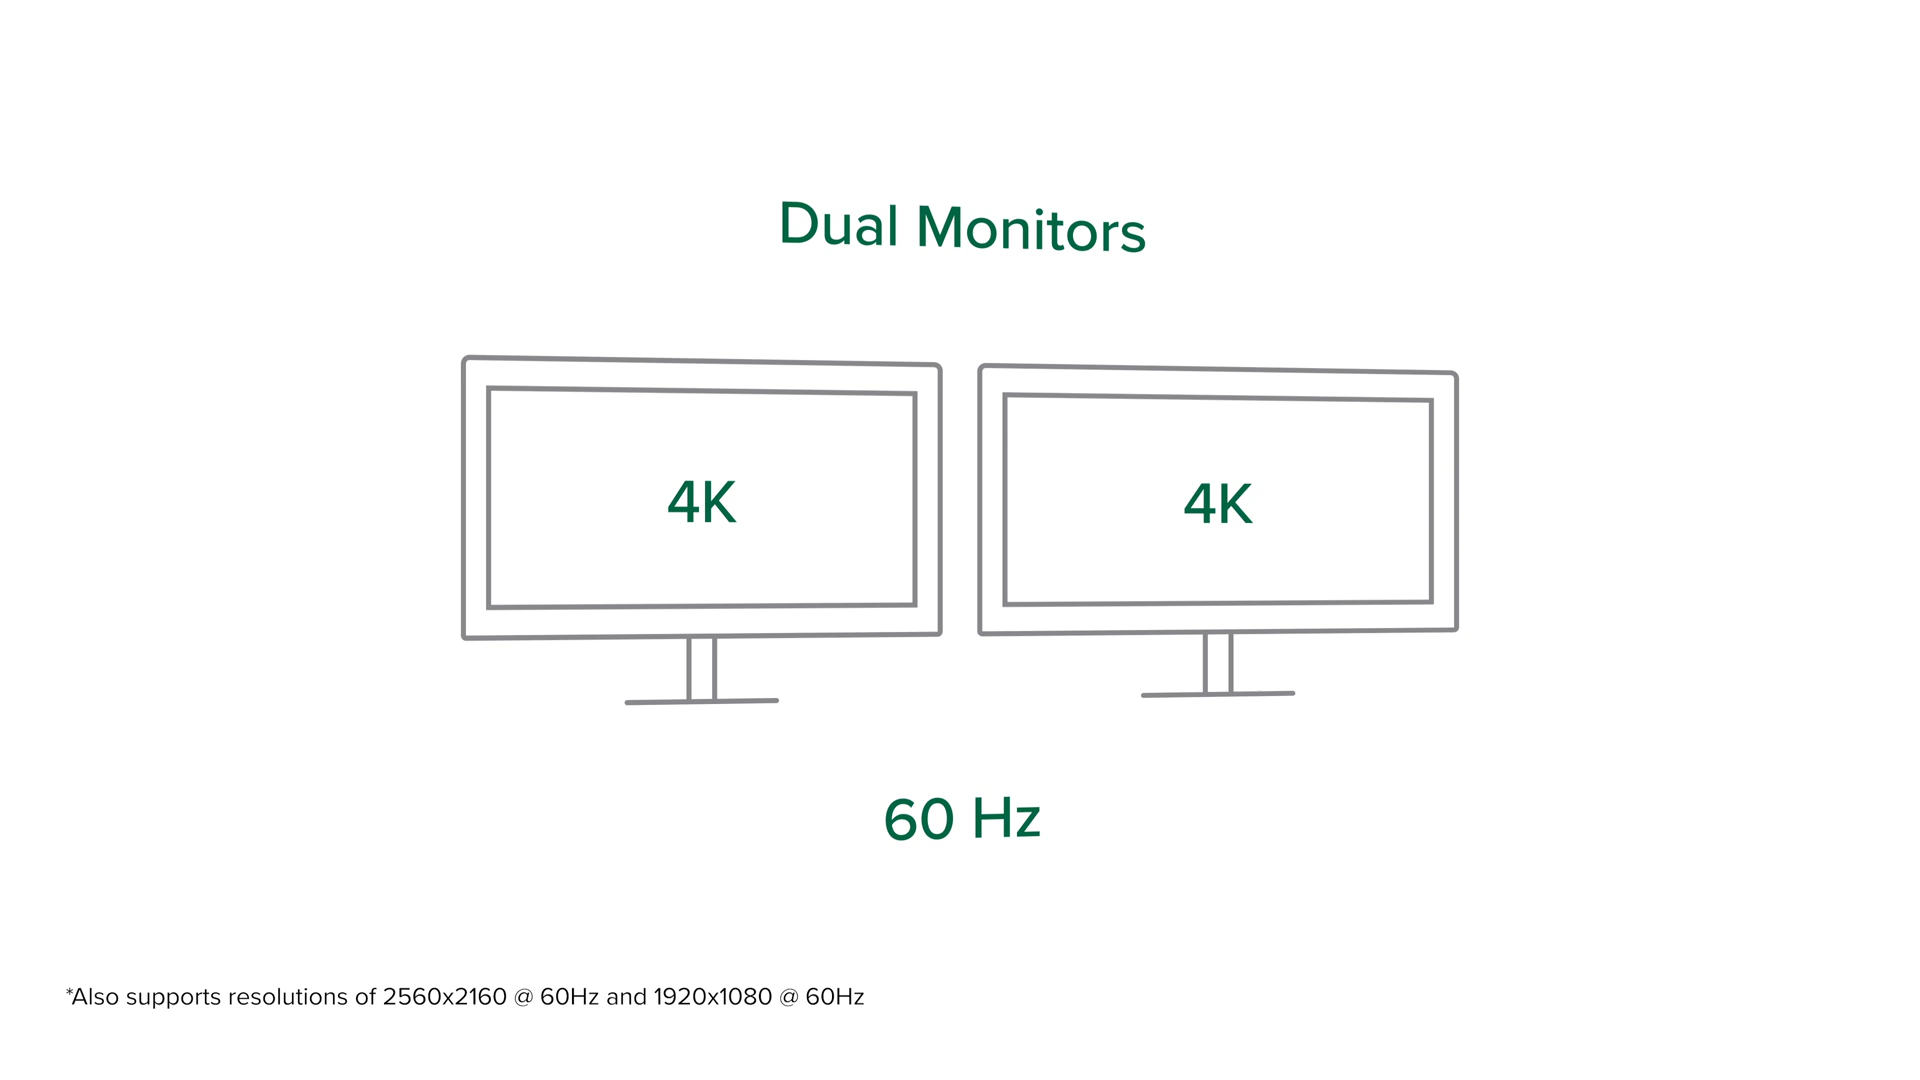 Dual Monitors
4K
4K
60 Hz
*Also supports resolutions of 2560x2160 @ 60Hz and 1920x1080 @ 60Hz